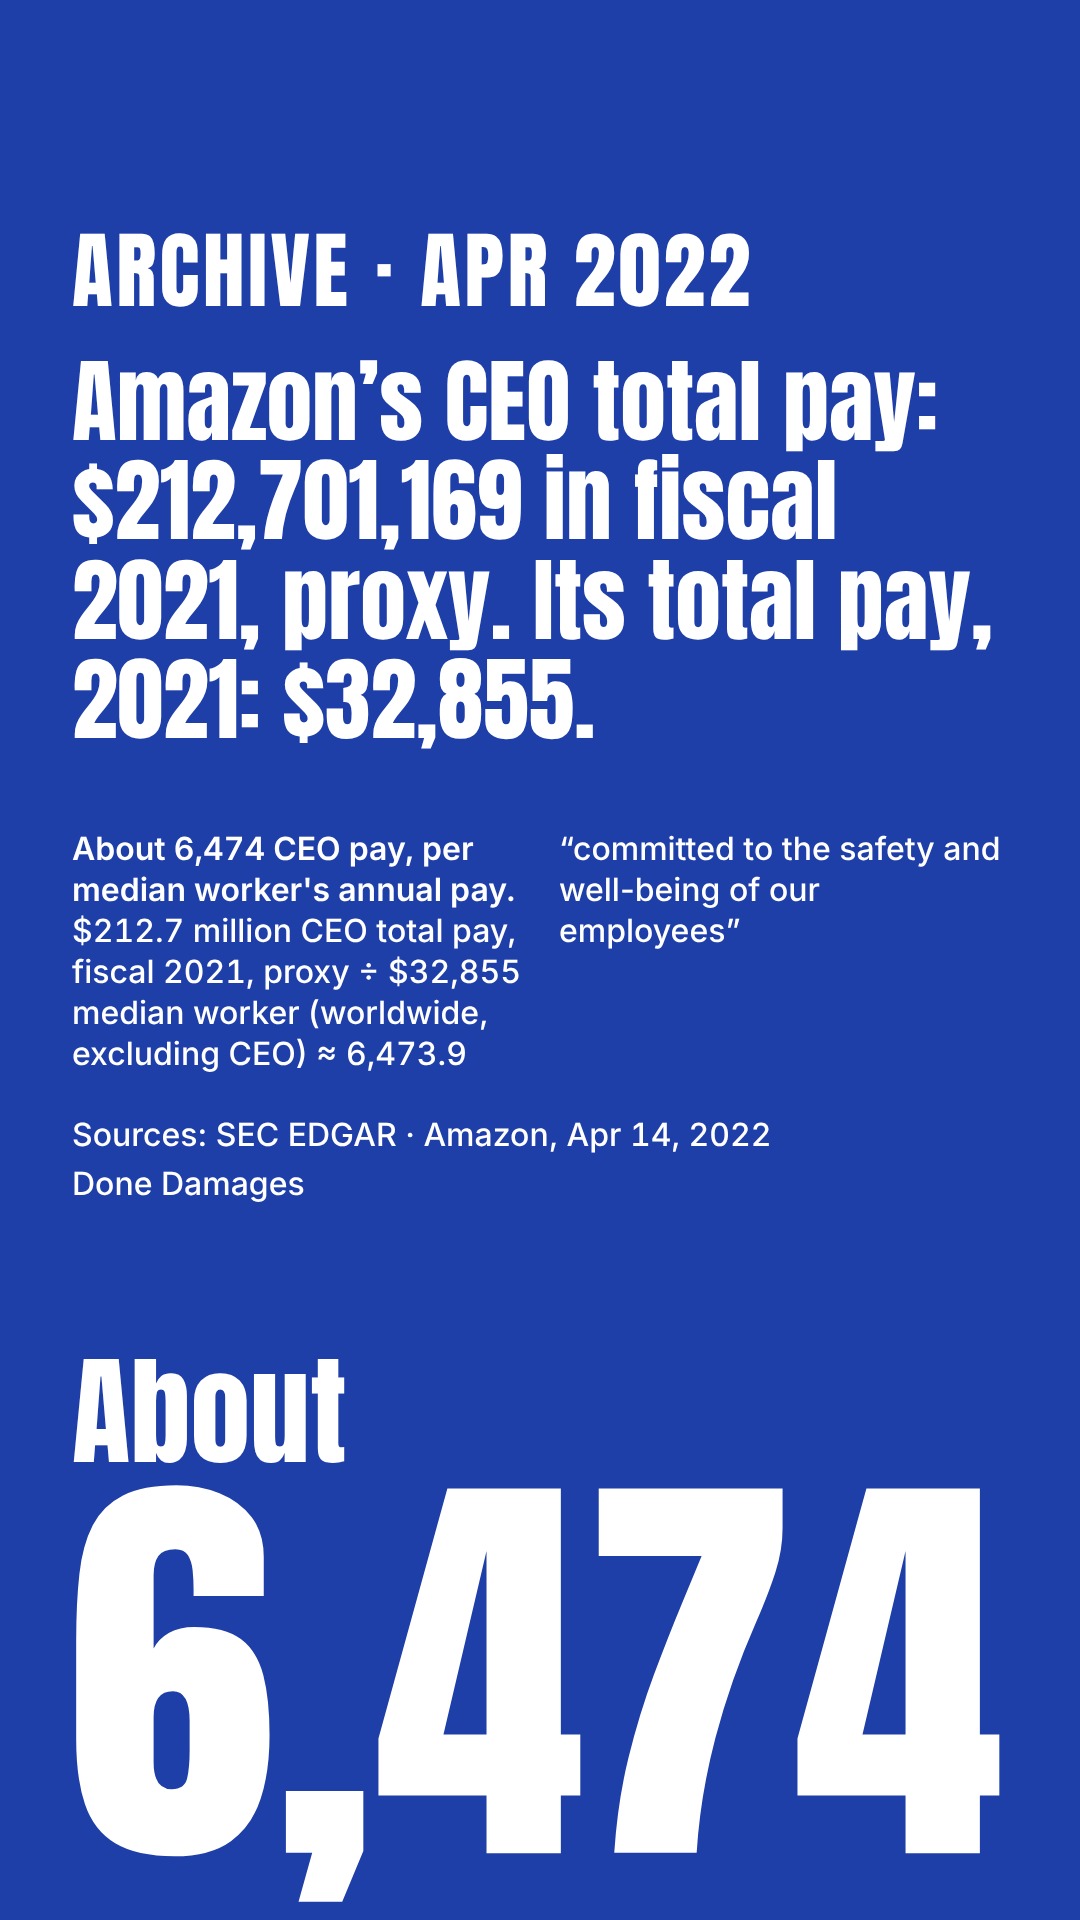 ARCHIVE · APR 2022
Amazon’s CEO total pay:
$212,701,169 in fiscal
2021, proxy. Its total pay,
2021: $32,855.
About 6,474 CEO pay, per
median worker's annual pay.
$212.7 million CEO total pay,
fiscal 2021, proxy ÷ $32,855
median worker (worldwide,
excluding CEO) ≈ 6,473.9
“committed to the safety and
well-being of our
employees”
Sources: SEC EDGAR · Amazon, Apr 14, 2022
Done Damages
About
6,474